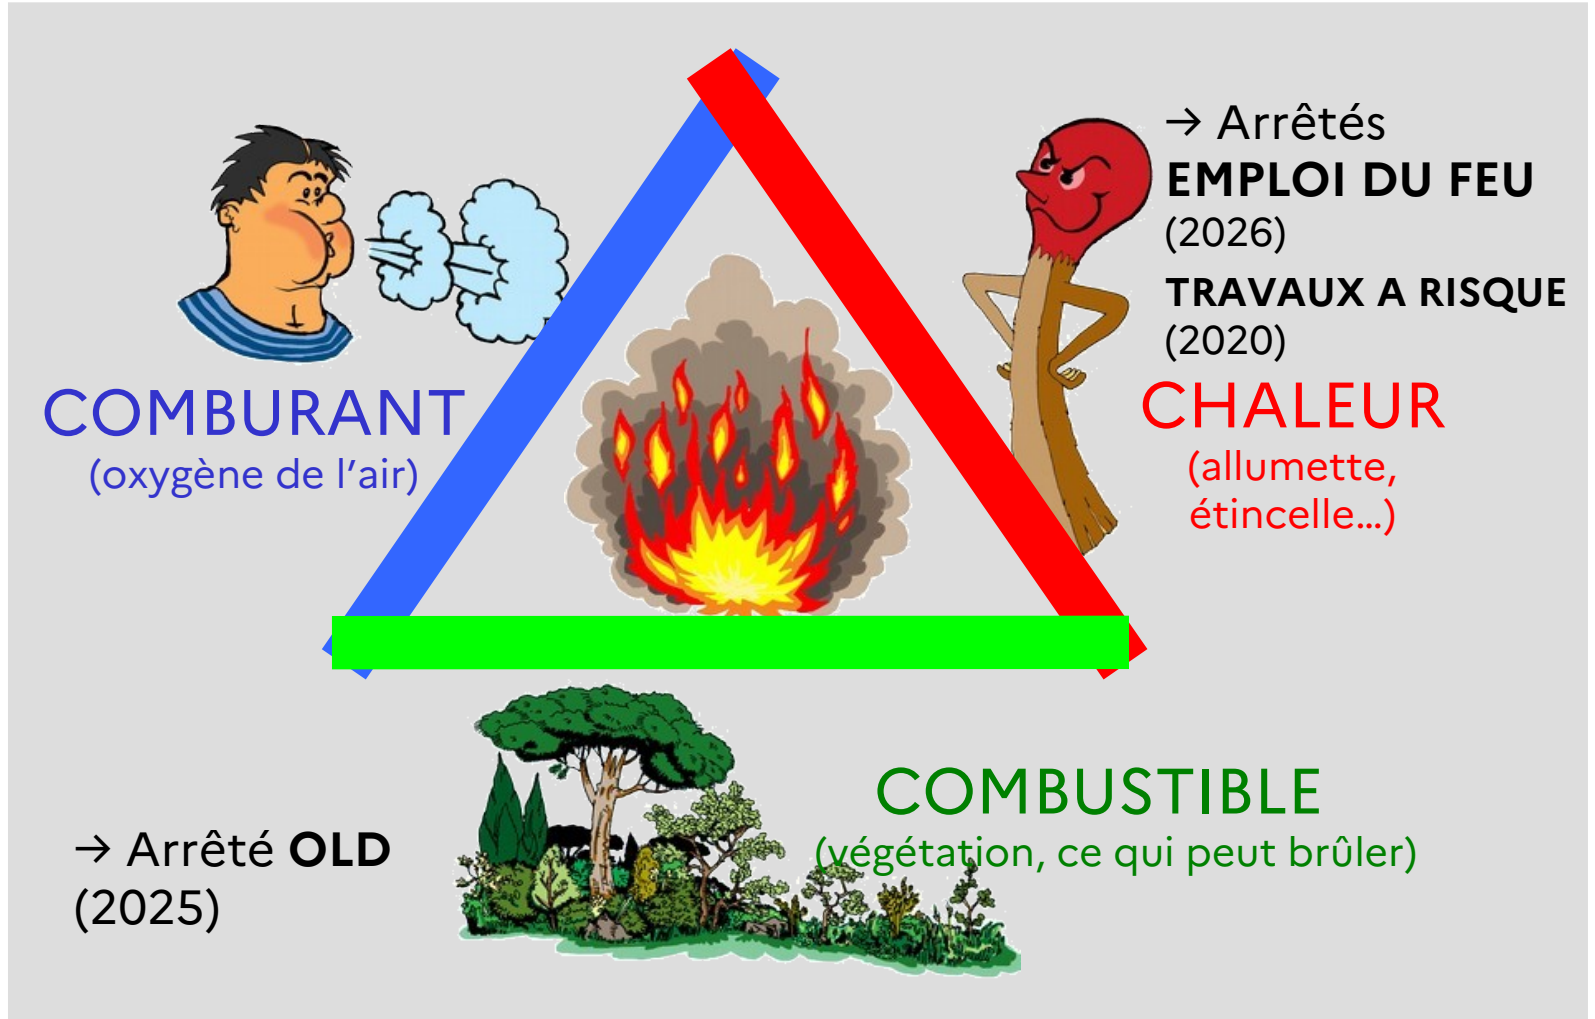 → Arrêtés
EMPLOI DU FEU
(2026)
TRAVAUX A RISQUE
(2020)
COMBURANT
(oxygène de l’air)
CHALEUR
(allumette,
étincelle…)
COMBUSTIBLE
(végétation, ce qui peut brûler)
→ Arrêté OLD
(2025)